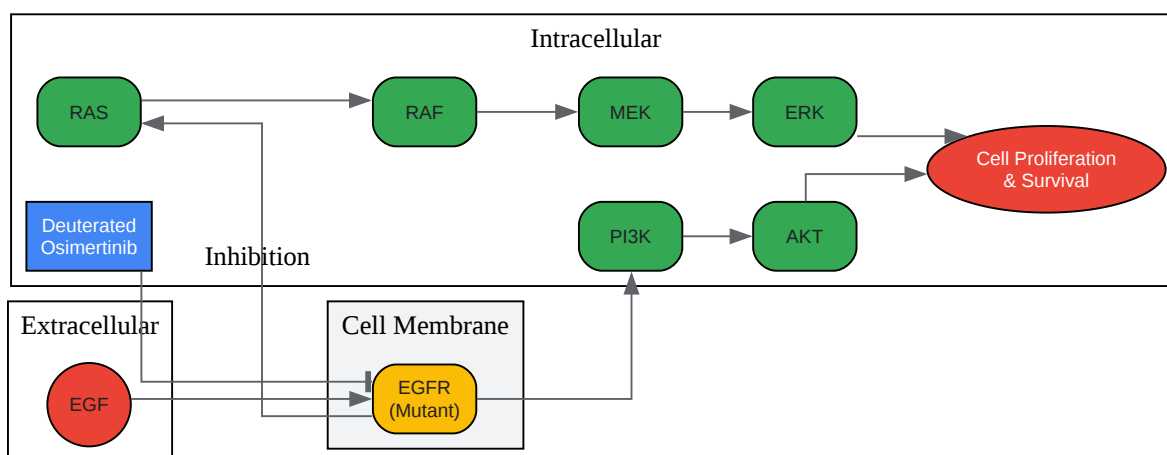 Intracellular
RAS
RAF
MEK
ERK
Cell Proliferation
& Survival
Deuterated
Osimertinib
Inhibition
PI3K
AKT
Extracellular
EGF
Cell Membrane
EGFR
(Mutant)